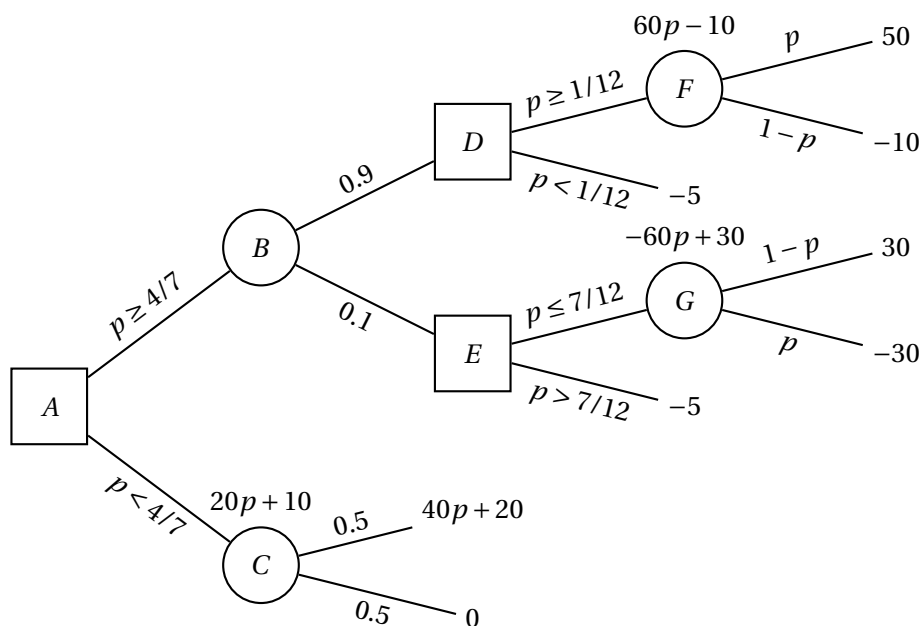 60p − 10
p
50
F
p ≥ 1/12
1 − p
−10
D
0.9
p < 1/12
−5
B
−60p + 30
1 − p
30
p ≥ 4/7
p ≤ 7/12
G
0.1
p
−30
E
p > 7/12
−5
A
p < 4/7
20p + 10
0.5
40p + 20
C
0.5
0